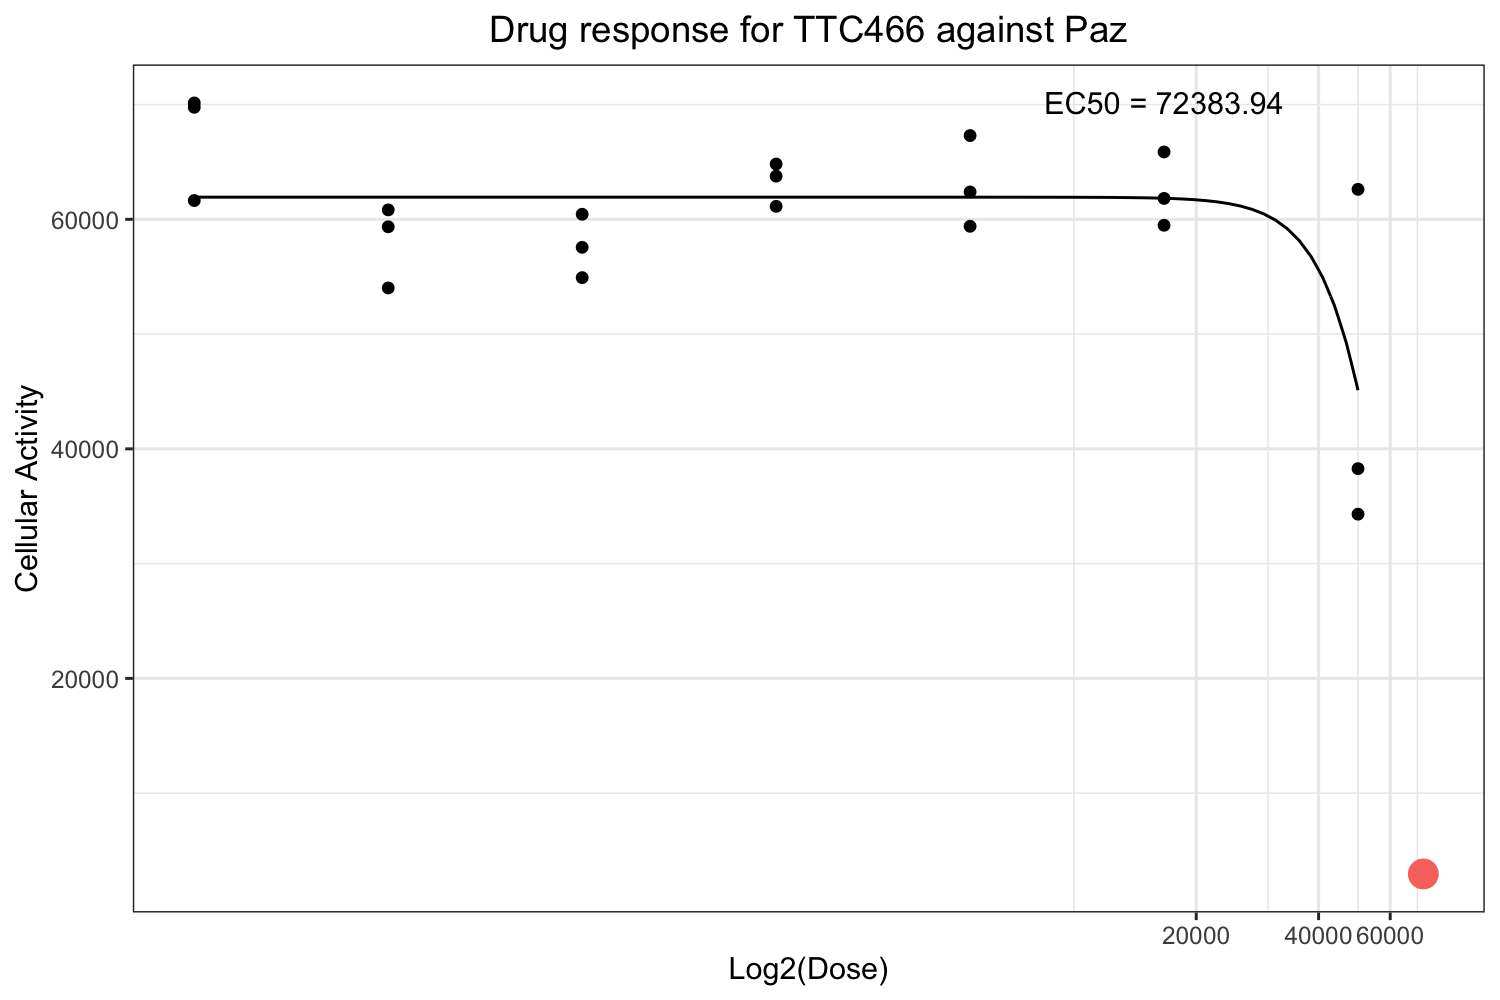 Drug response for TTC466 against Paz
EC50 = 72383.94
60000
40000
20000
Cellular Activity
20000
40000
60000
Log2(Dose)